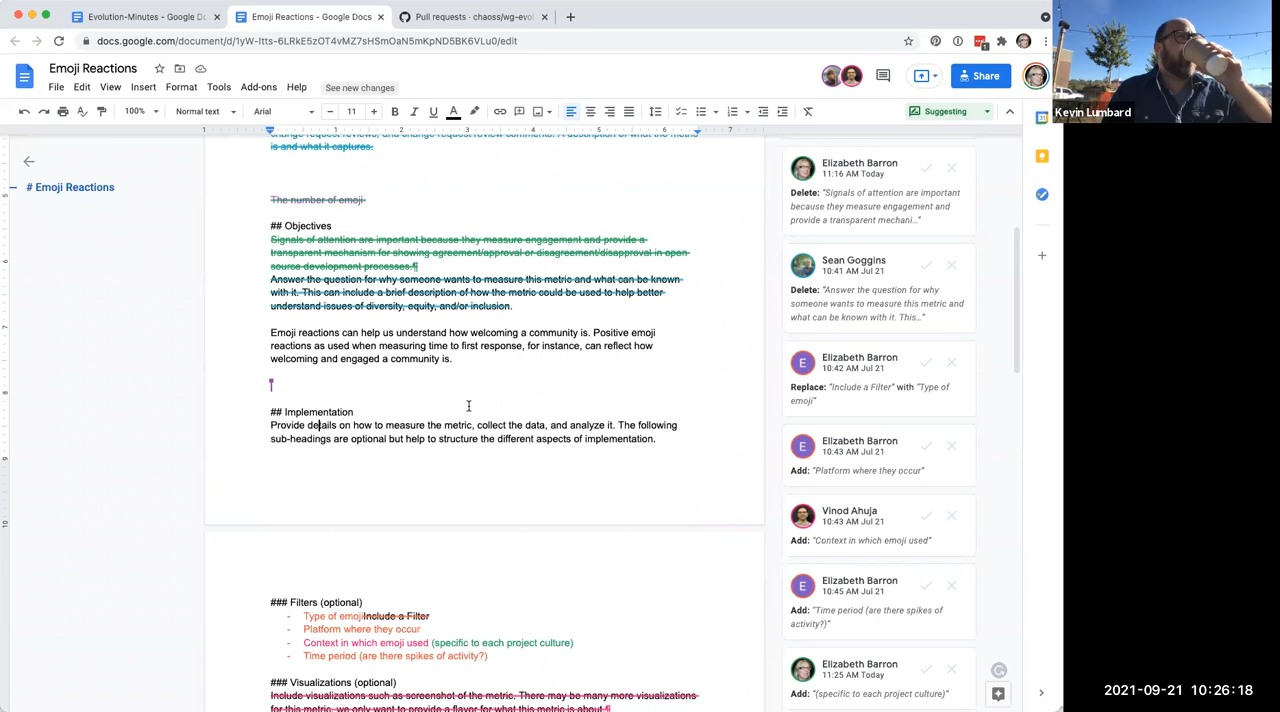 Evolution-Minutes - Google Do
Emoji Reactions - Google Docs
Pull requests · chaoss/wg-evol
docs.google.com/document/d/1yW-Itts-6LRkE5zOT4vMZ7sHSmOaN5mKpND5BK6VLu0/edit
Emoji Reactions
File Edit View Insert Format Tools Add-ons Help See new changes
Share
100% Normal text Arial 11 Suggesting
1 1 2 3 4 5 6 7
# Emoji Reactions
is and what it captures.
The number of emoji
## Objectives
Signals of attention are important because they measure engagement and provide a
transparent mechanism for showing agreement/approval or disagreement/disapproval in open
source development processes.¶
Answer the question for why someone wants to measure this metric and what can be known
with it. This can include a brief description of how the metric could be used to help better
understand issues of diversity, equity, and/or inclusion.
Emoji reactions can help us understand how welcoming a community is. Positive emoji
reactions as used when measuring time to first response, for instance, can reflect how
welcoming and engaged a community is.
## Implementation
Provide details on how to measure the metric, collect the data, and analyze it. The following
sub-headings are optional but help to structure the different aspects of implementation.
### Filters (optional)
- Type of emojiInclude a Filter
- Platform where they occur
- Context in which emoji used (specific to each project culture)
- Time period (are there spikes of activity?)
### Visualizations (optional)
Include visualizations such as screenshot of the metric. There may be many more visualizations
for this metric, we only want to provide a flavor for what this metric is about.¶
Elizabeth Barron
11:16 AM Today
Delete: "Signals of attention are important
because they measure engagement and
provide a transparent mechani..."
Sean Goggins
10:41 AM Jul 21
Delete: "Answer the question for why
someone wants to measure this metric and
what can be known with it. This..."
Elizabeth Barron
10:42 AM Jul 21
Replace: "Include a Filter" with "Type of
emoji"
Elizabeth Barron
10:43 AM Jul 21
Add: "Platform where they occur"
Vinod Ahuja
10:43 AM Jul 21
Add: "Context in which emoji used"
Elizabeth Barron
10:45 AM Jul 21
Add: "Time period (are there spikes of
activity?)"
Elizabeth Barron
11:25 AM Today
Add: "(specific to each project culture)"
Kevin Lumbard
2021-09-21 10:26:18